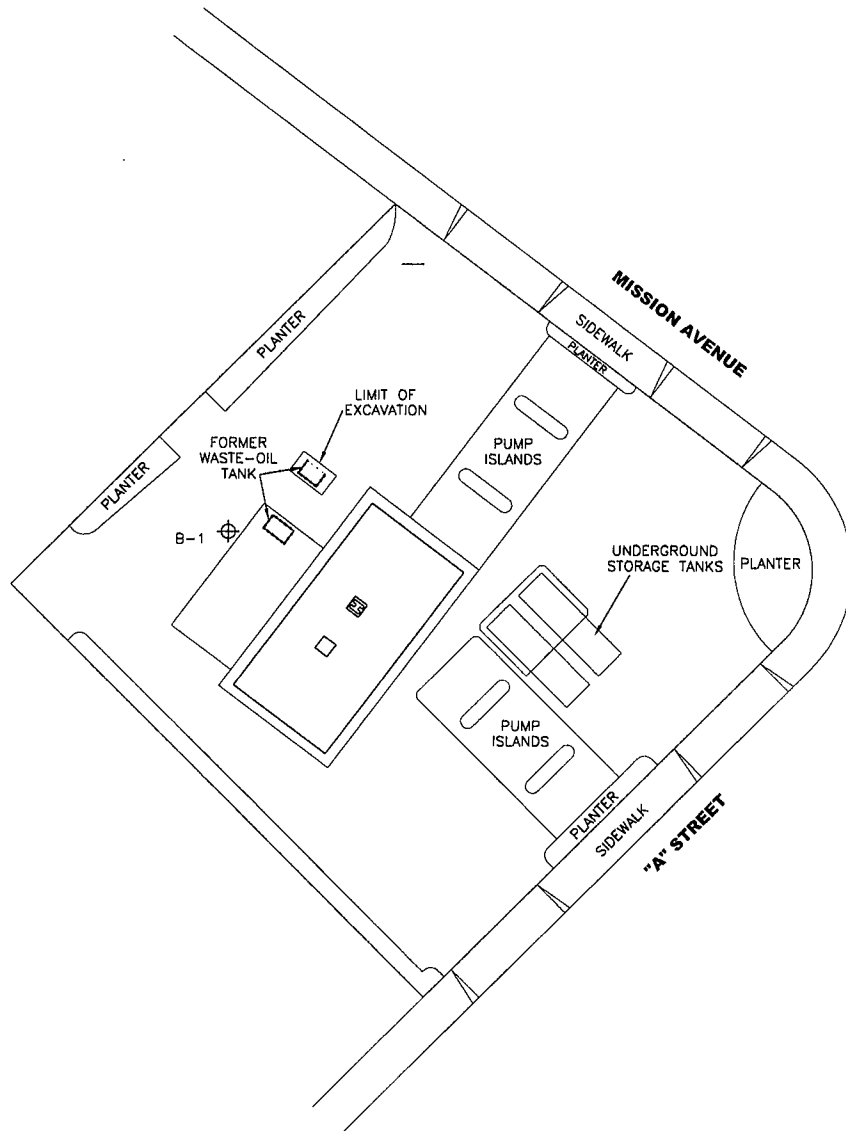 MISSION AVENUE
SIDEWALK
PLANTER
PLANTER
LIMIT OF
EXCAVATION
PUMP
ISLANDS
FORMER
WASTE-OIL
TANK
PLANTER
B-1
UNDERGROUND
STORAGE TANKS
PLANTER
PUMP
ISLANDS
PLANTER
SIDEWALK
"A" STREET